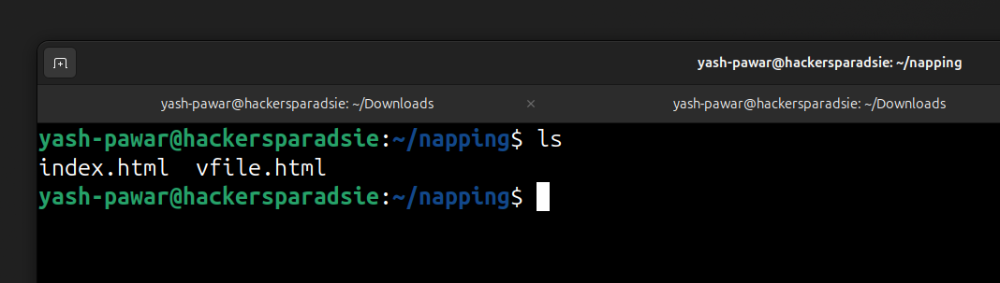 yash-pawar@hackersparadsie: ~/napping
yash-pawar@hackersparadsie: ~/Downloads × yash-pawar@hackersparadsie: ~/Downloads
yash-pawar@hackersparadsie:~/napping$ ls
index.html  vfile.html
yash-pawar@hackersparadsie:~/napping$